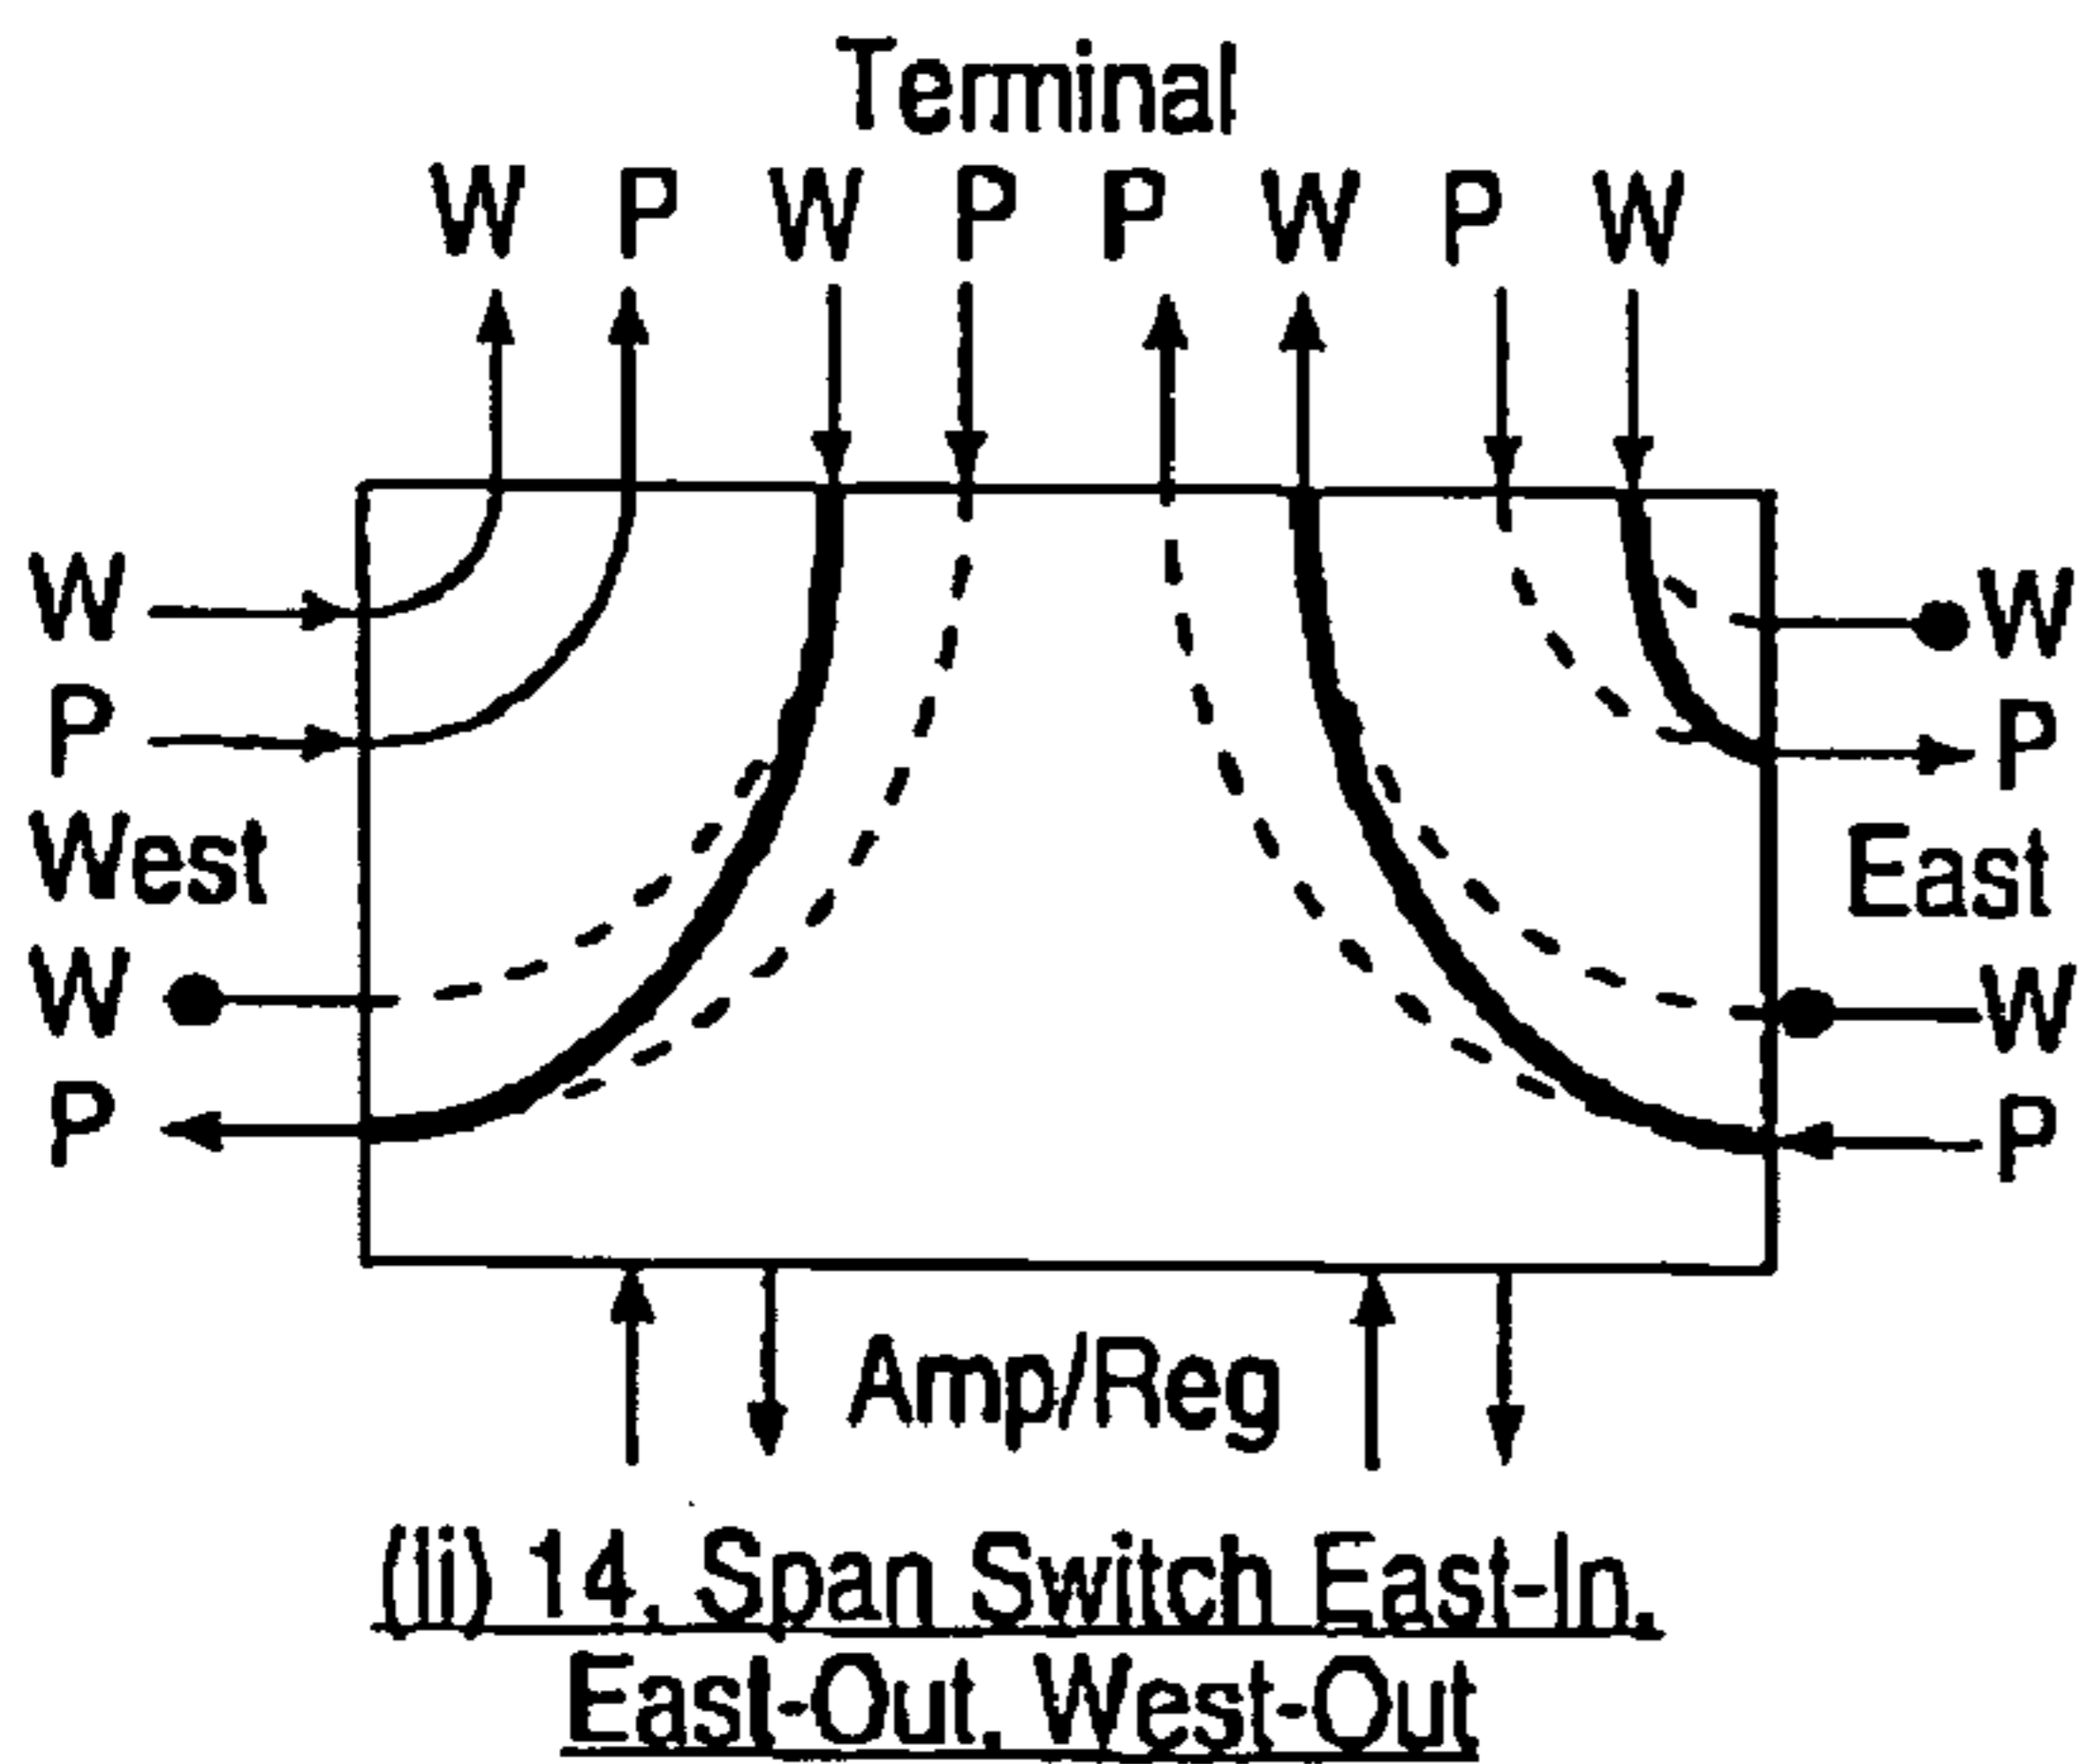 Terminal
W P W P P W P W
W W
P P
West East
W W
P P
Amp/Reg
(Ii) 14, Span Switch East-In,
East-Out, West-Out